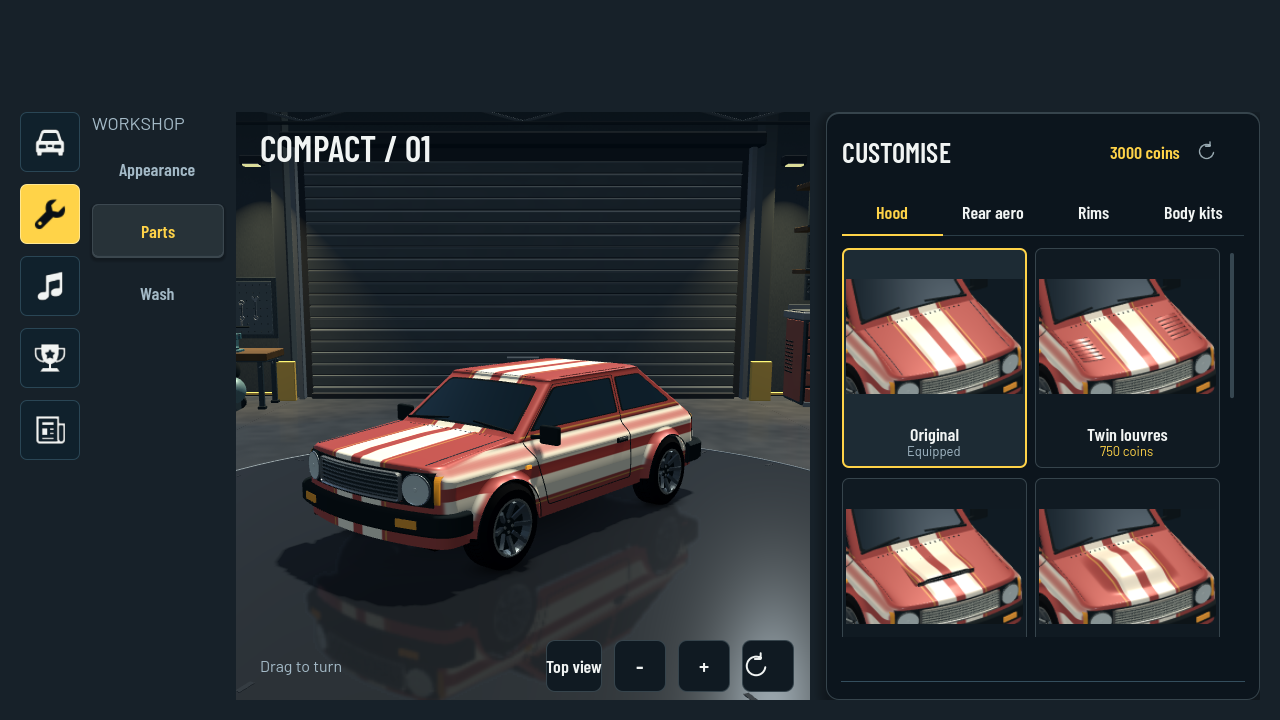 WORKSHOP
Appearance
Parts
Wash
COMPACT / 01
Drag to turn
Top view
-
+
CUSTOMISE
3000 coins
Hood
Rear aero
Rims
Body kits
Original
Equipped
Twin louvres
750 coins